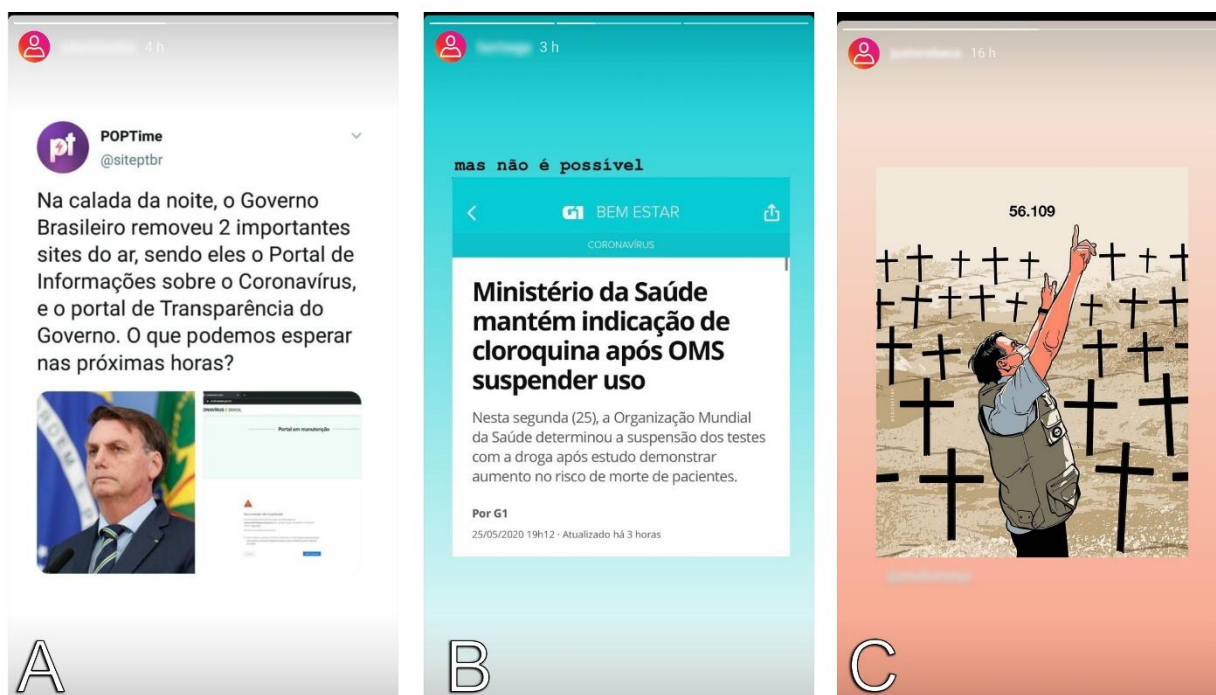 4 h
pt
POPTime
@siteptbr
Na calada da noite, o Governo
Brasileiro removeu 2 importantes
sites do ar, sendo eles o Portal de
Informações sobre o Coronavírus,
e o portal de Transparência do
Governo. O que podemos esperar
nas próximas horas?
Portal em manutenção
A
3 h
mas não é possível
G1 BEM ESTAR
CORONAVÍRUS
Ministério da Saúde
mantém indicação de
cloroquina após OMS
suspender uso
Nesta segunda (25), a Organização Mundial
da Saúde determinou a suspensão dos testes
com a droga após estudo demonstrar
aumento no risco de morte de pacientes.
Por G1
25/05/2020 19h12 · Atualizado há 3 horas
B
16 h
56.109
C